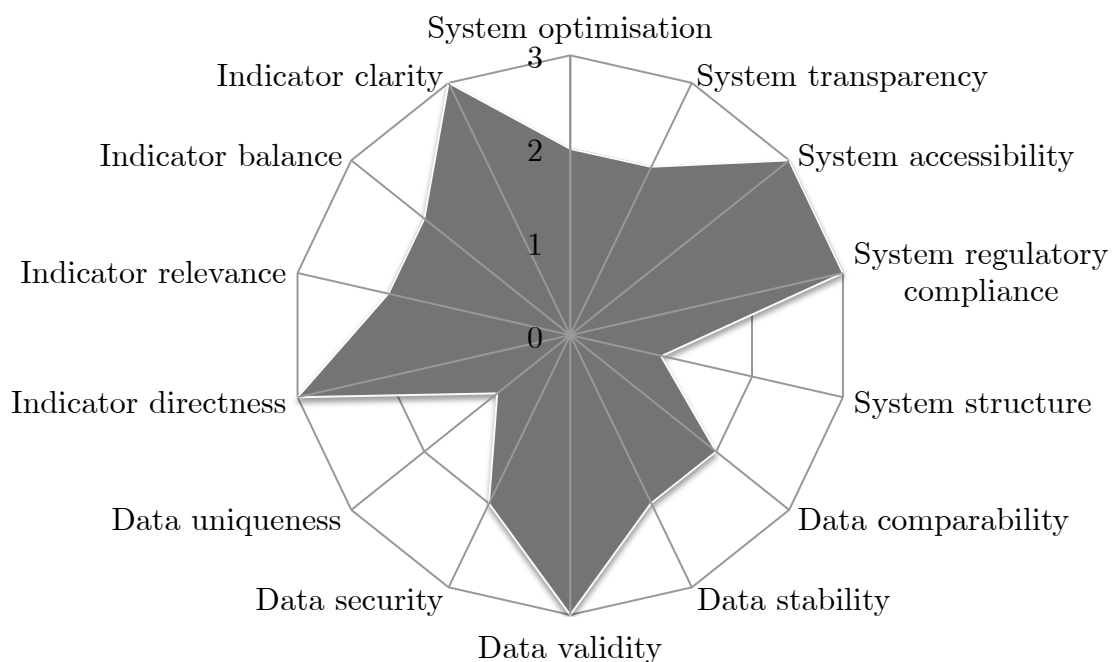 System optimisation
3
Indicator clarity
System transparency
2
Indicator balance
System accessibility
1
System regulatory
compliance
Indicator relevance
0
Indicator directness
System structure
Data uniqueness
Data comparability
Data security
Data stability
Data validity